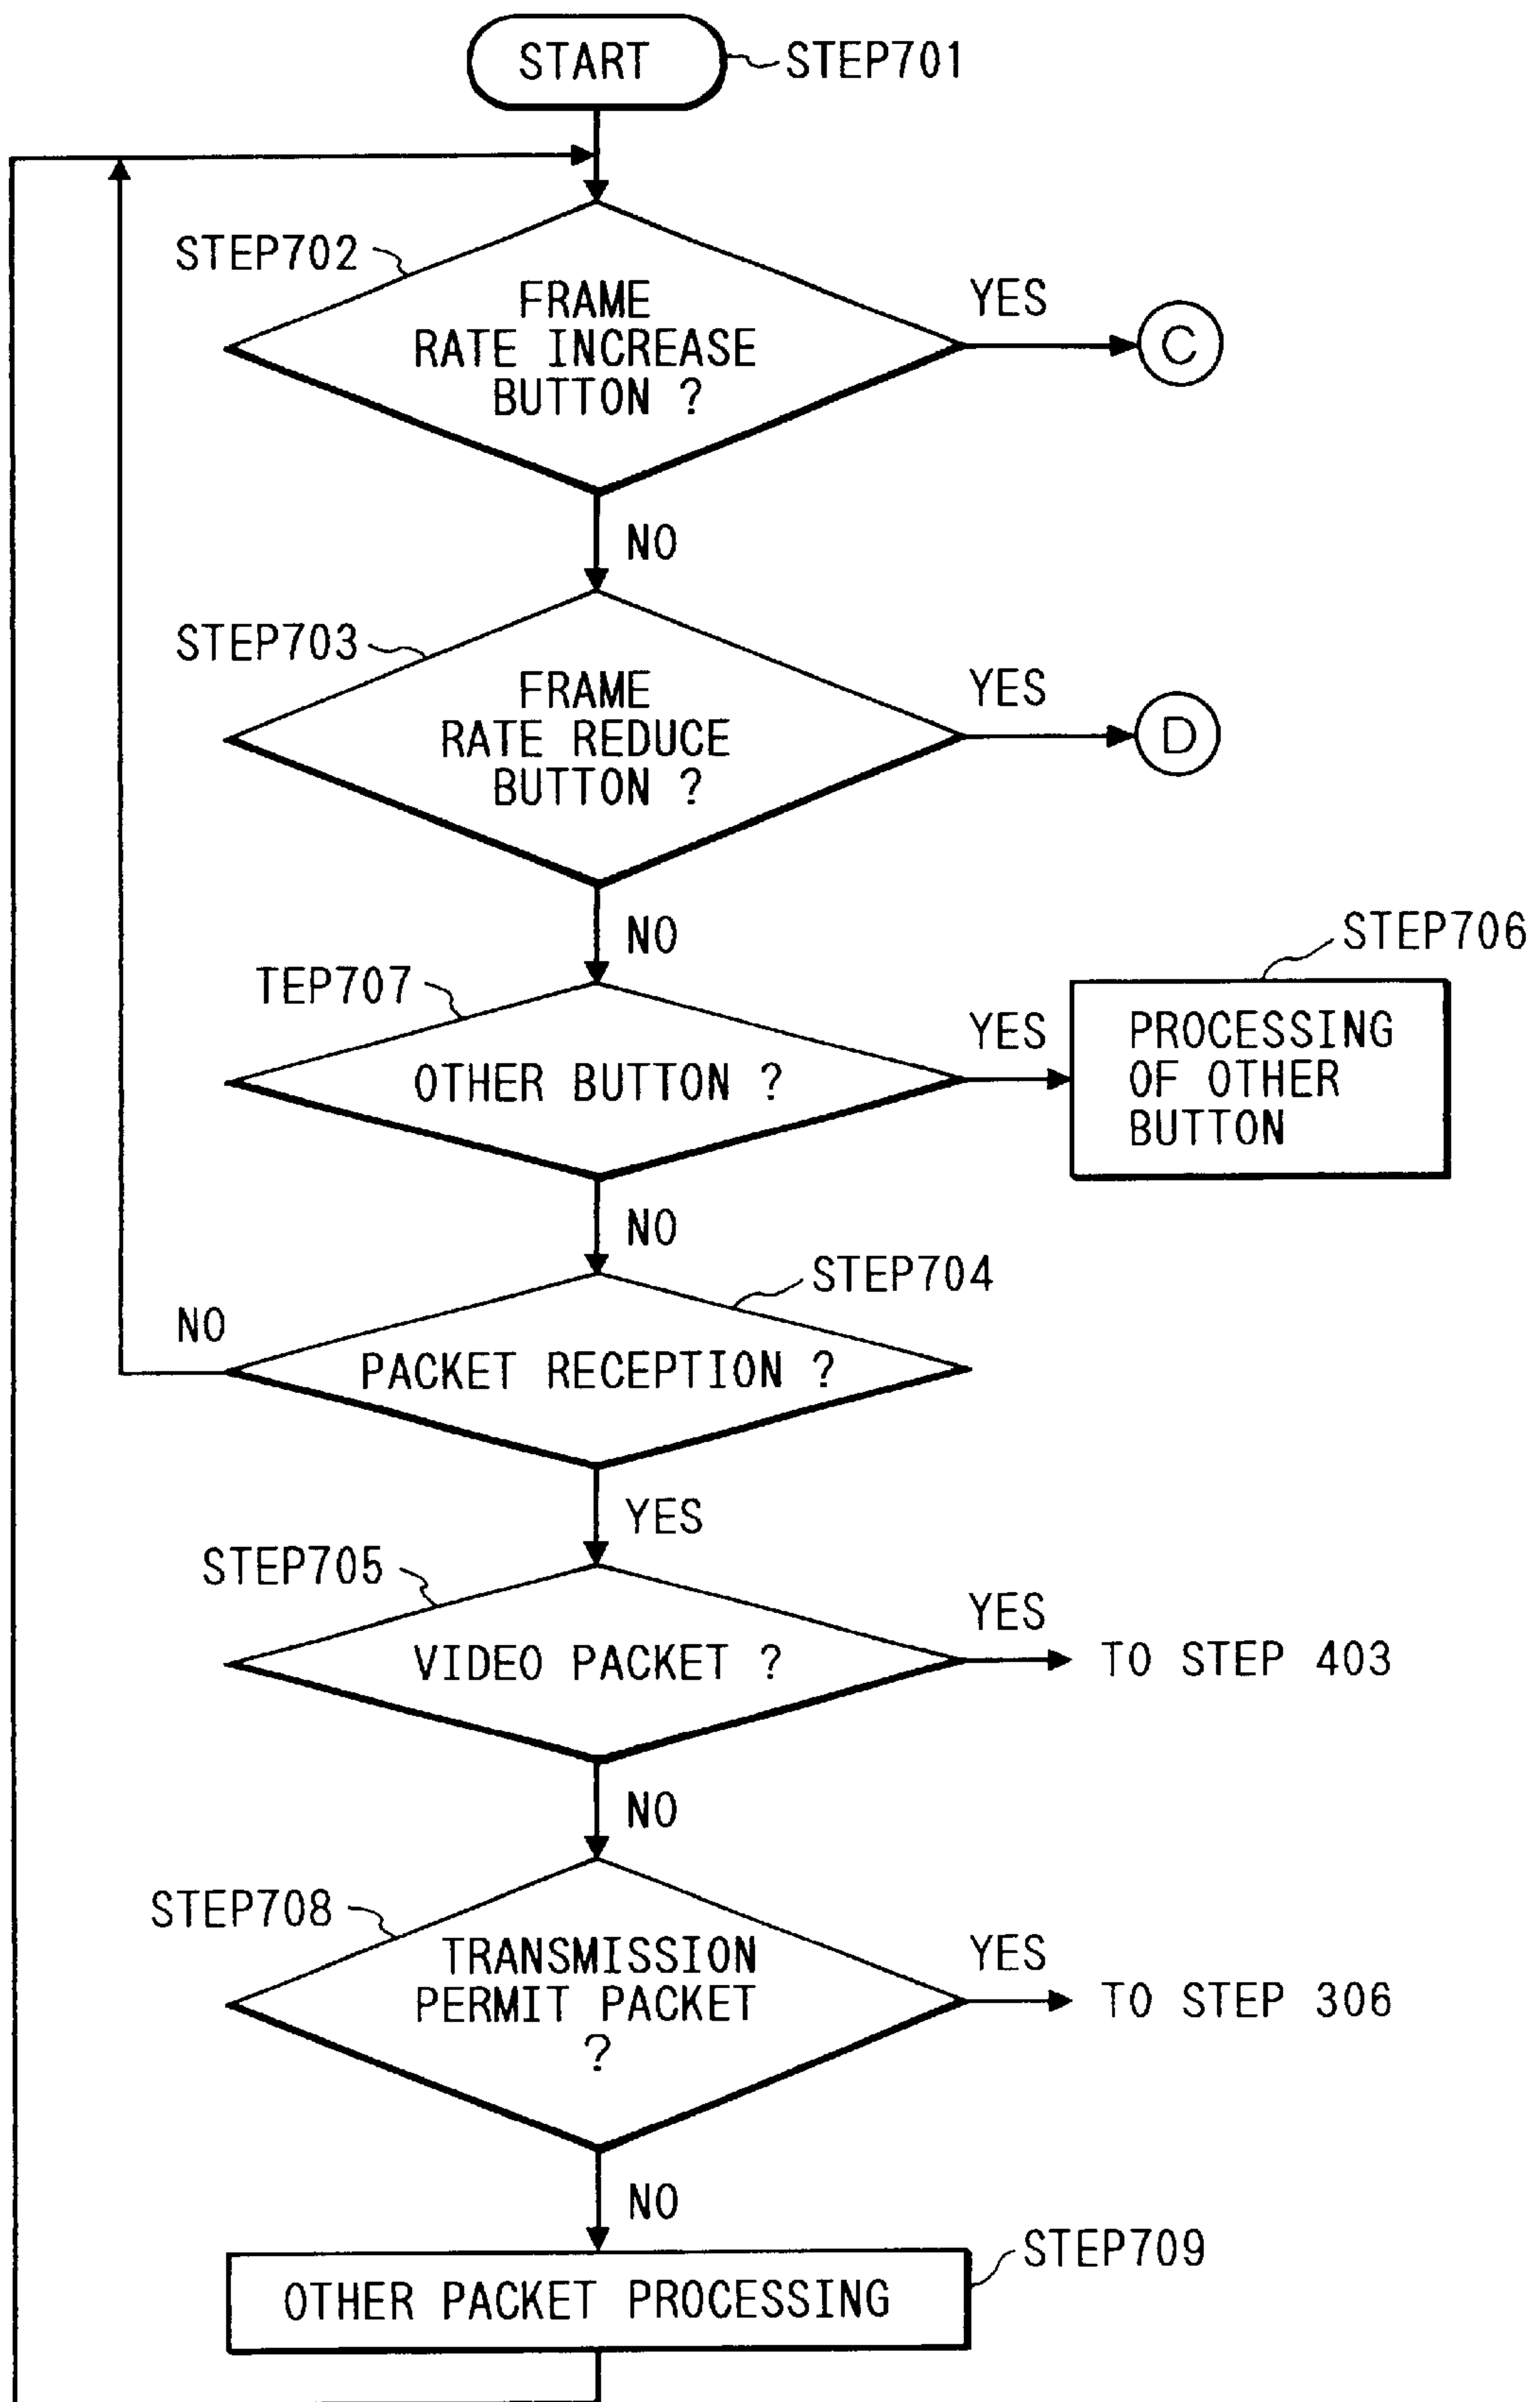 START
STEP701
STEP702
FRAME
RATE INCREASE
BUTTON ?
YES
C
NO
STEP703
FRAME
RATE REDUCE
BUTTON ?
YES
D
NO
TEP707
OTHER BUTTON ?
YES
STEP706
PROCESSING
OF OTHER
BUTTON
NO
STEP704
NO
PACKET RECEPTION ?
YES
STEP705
VIDEO PACKET ?
YES
TO STEP 403
NO
STEP708
TRANSMISSION
PERMIT PACKET
?
YES
TO STEP 306
NO
STEP709
OTHER PACKET PROCESSING